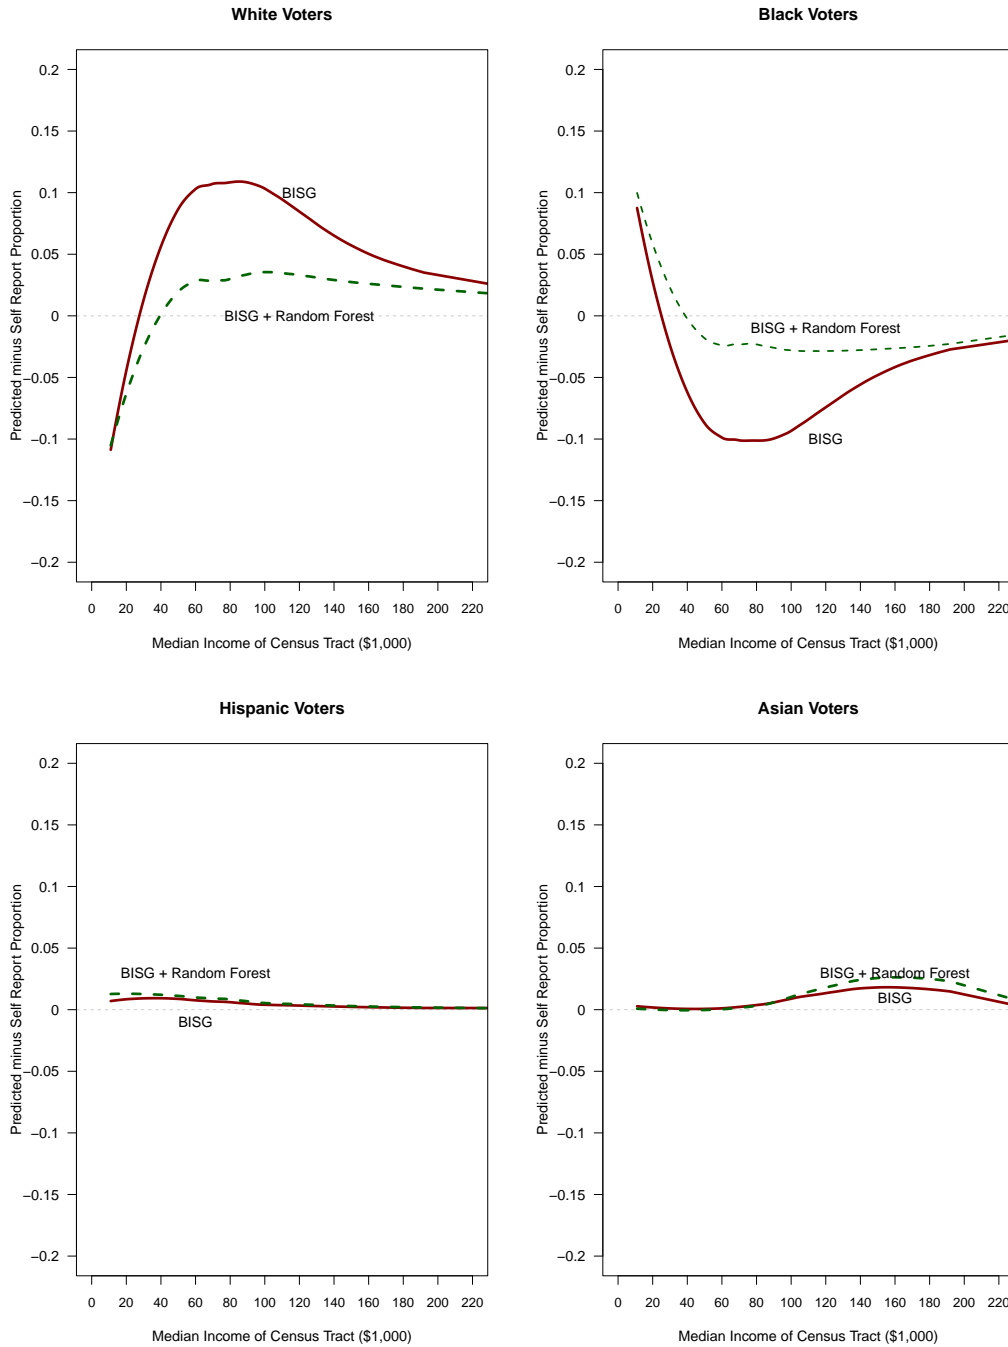 White Voters
Predicted minus Self Report Proportion
0.2
0.15
0.1
0.05
0
−0.05
−0.1
−0.15
−0.2
BISG
BISG + Random Forest
0 20 40 60 80 100 120 140 160 180 200 220
Median Income of Census Tract ($1,000)
Black Voters
Predicted minus Self Report Proportion
0.2
0.15
0.1
0.05
0
−0.05
−0.1
−0.15
−0.2
BISG + Random Forest
BISG
0 20 40 60 80 100 120 140 160 180 200 220
Median Income of Census Tract ($1,000)
Hispanic Voters
Predicted minus Self Report Proportion
0.2
0.15
0.1
0.05
0
−0.05
−0.1
−0.15
−0.2
BISG + Random Forest
BISG
0 20 40 60 80 100 120 140 160 180 200 220
Median Income of Census Tract ($1,000)
Asian Voters
Predicted minus Self Report Proportion
0.2
0.15
0.1
0.05
0
−0.05
−0.1
−0.15
−0.2
BISG + Random Forest
BISG
0 20 40 60 80 100 120 140 160 180 200 220
Median Income of Census Tract ($1,000)